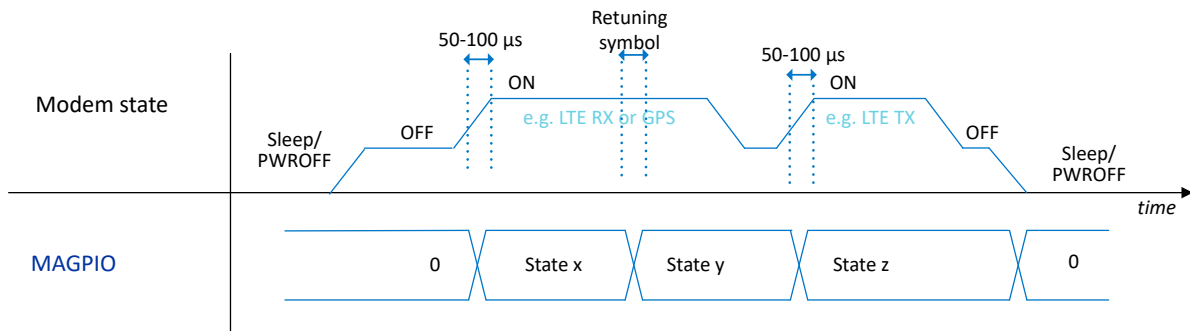 Retuning
symbol
50-100 µs
50-100 µs
ON
ON
Modem state
e.g. LTE RX or GPS
e.g. LTE TX
OFF
OFF
Sleep/
PWROFF
Sleep/
PWROFF
time
MAGPIO
0
State x
State y
State z
0